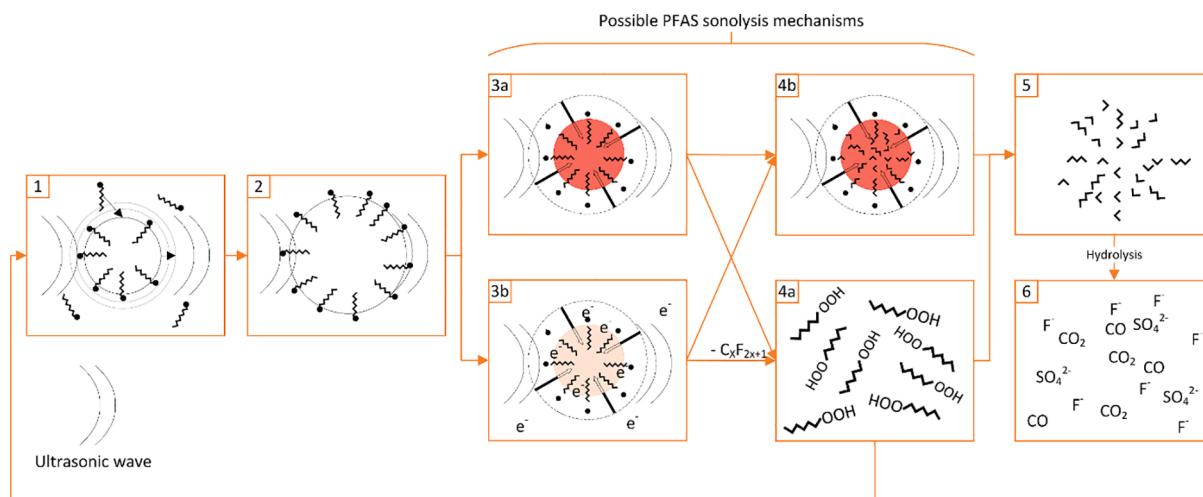 Possible PFAS sonolysis mechanisms
3a
4b
5
1
2
Hydrolysis
3b
e⁻
e⁻
e⁻
e⁻
e⁻
e⁻
e⁻
- CₓF₂ₓ₊₁
4a
OOH
OOH
HOO
OOH
HOO
OOH
OOH
HOO
6
F⁻
F⁻
F⁻
CO
SO₄²⁻
CO₂
F⁻
CO₂
CO
SO₄²⁻
F⁻
F⁻
SO₄²⁻
CO₂
CO
F⁻
Ultrasonic wave